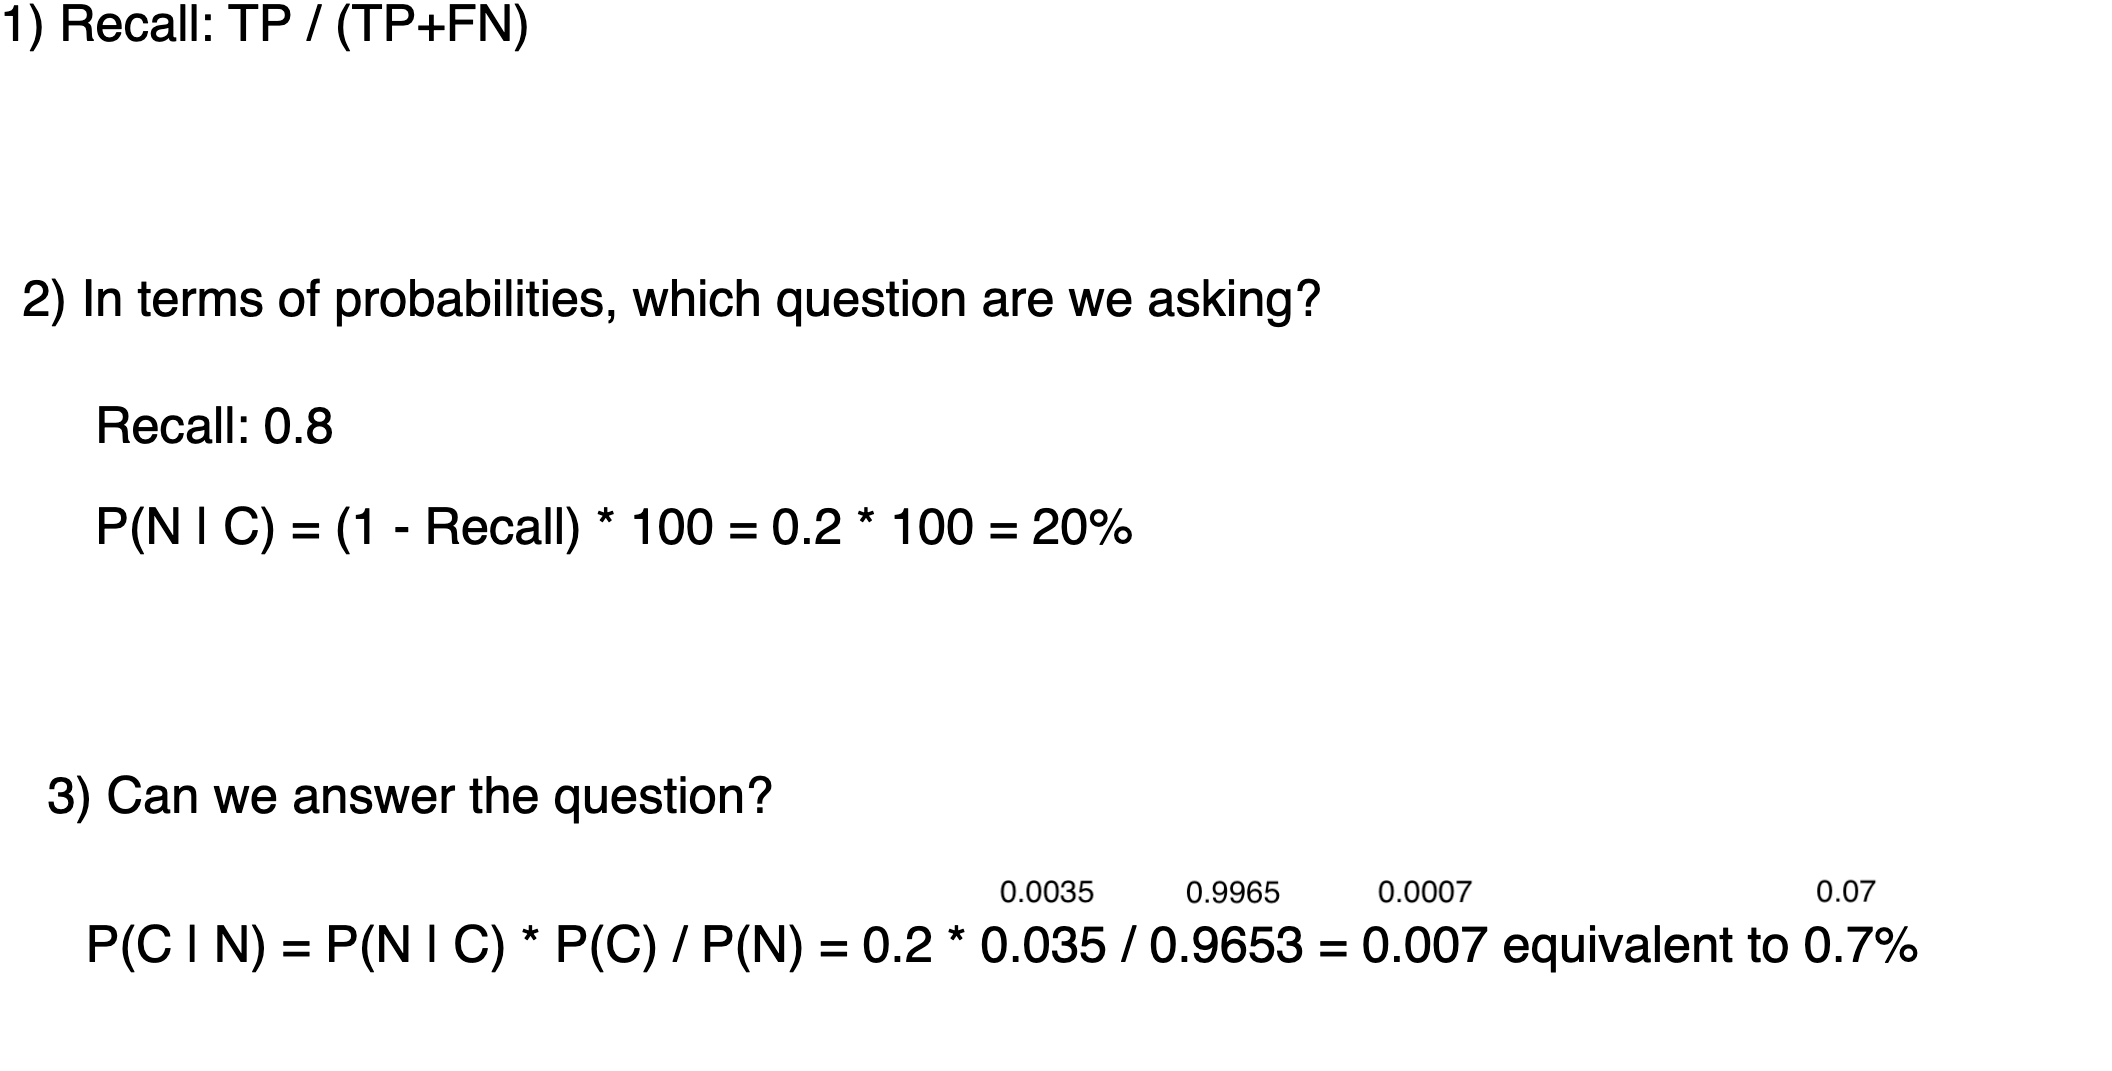 1) Recall: TP / (TP+FN)
2) In terms of probabilities, which question are we asking?
Recall: 0.8
P(N | C) = (1 - Recall) * 100 = 0.2 * 100 = 20%
3) Can we answer the question?
0.0035 0.9965 0.0007 0.07
P(C | N) = P(N | C) * P(C) / P(N) = 0.2 * 0.035 / 0.9653 = 0.007 equivalent to 0.7%